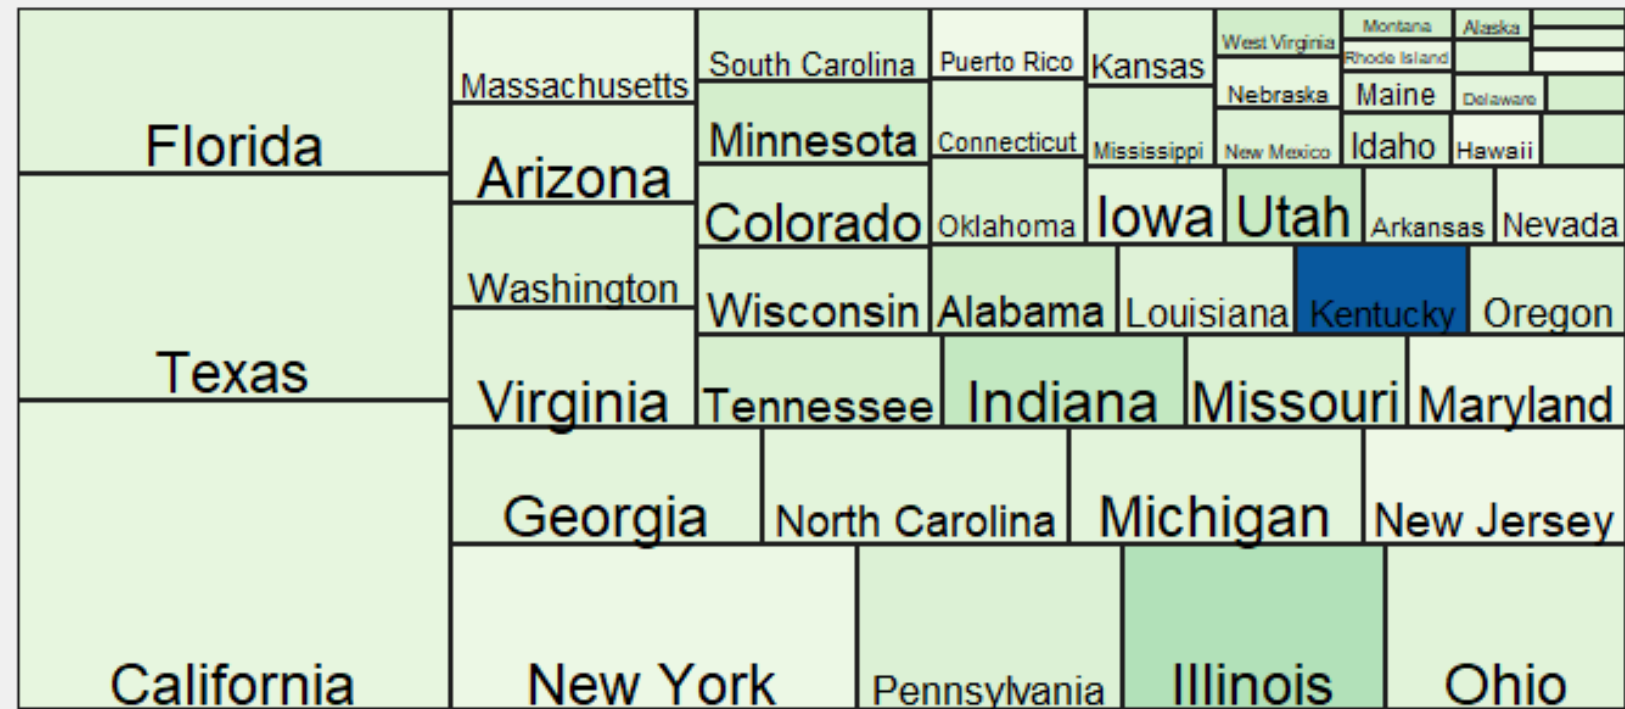 Florida
Texas
California
Massachusetts
Arizona
Washington
Virginia
South Carolina
Minnesota
Colorado
Wisconsin
Puerto Rico
Connecticut
Oklahoma
Kansas
Mississippi
West Virginia
Nebraska
New Mexico
Montana
Rhode Island
Maine
Idaho
Alaska
Delaware
Hawaii
Iowa
Utah
Arkansas
Nevada
Alabama
Louisiana
Kentucky
Oregon
Tennessee
Indiana
Missouri
Maryland
Georgia
North Carolina
Michigan
New Jersey
New York
Pennsylvania
Illinois
Ohio